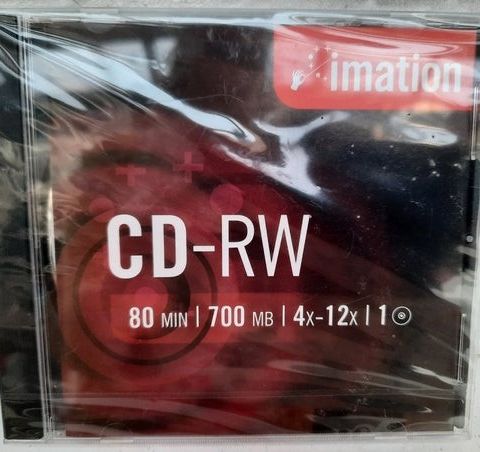 imation
CD-RW
80 MIN | 700 MB | 4X-12X | 1